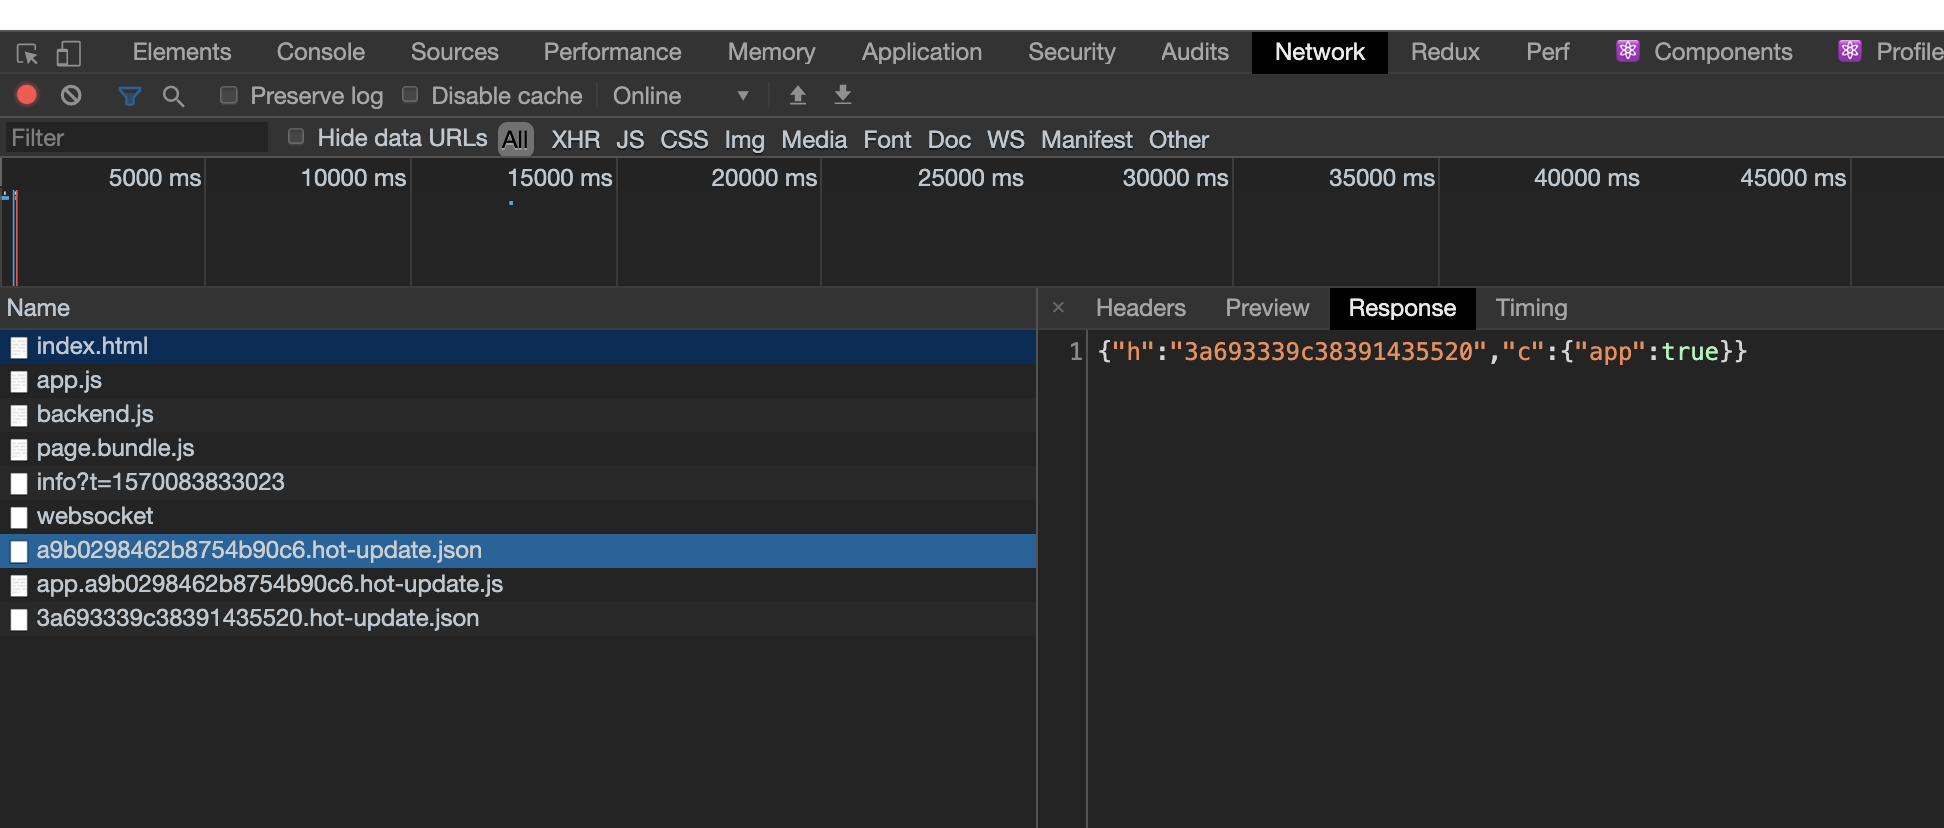 Elements Console Sources Performance Memory Application Security Audits Network Redux Perf Components Profile
Preserve log Disable cache Online
Filter Hide data URLs All XHR JS CSS Img Media Font Doc WS Manifest Other
5000 ms 10000 ms 15000 ms 20000 ms 25000 ms 30000 ms 35000 ms 40000 ms 45000 ms
Name
index.html
app.js
backend.js
page.bundle.js
info?t=1570083833023
websocket
a9b0298462b8754b90c6.hot-update.json
app.a9b0298462b8754b90c6.hot-update.js
3a693339c38391435520.hot-update.json
× Headers Preview Response Timing
1 {"h":"3a693339c38391435520","c":{"app":true}}